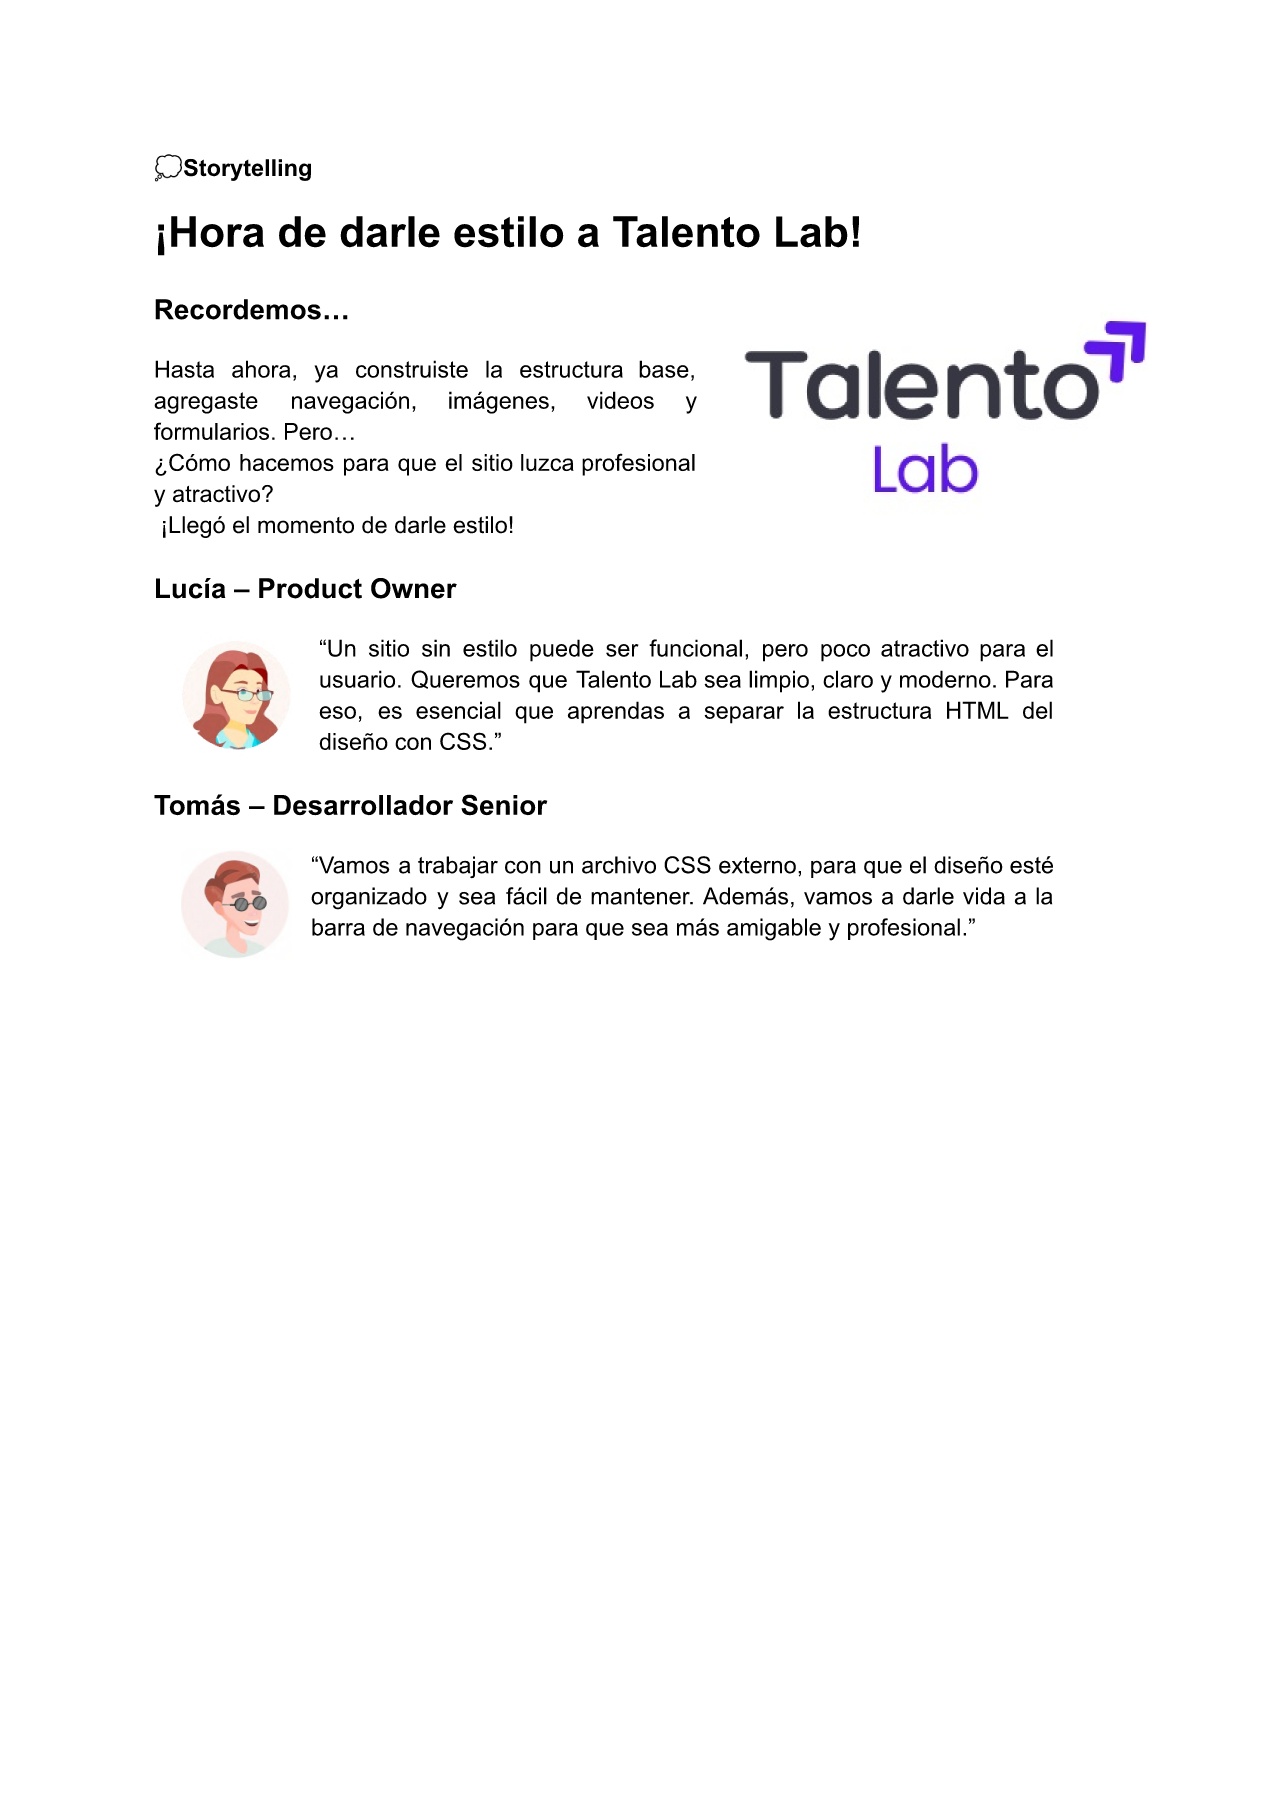 💭Storytelling
¡Hora de darle estilo a Talento Lab!
Recordemos…
Hasta ahora, ya construiste la estructura base,
agregaste navegación, imágenes, videos y
formularios. Pero…
¿Cómo hacemos para que el sitio luzca profesional
y atractivo?
¡Llegó el momento de darle estilo!
Talento
Lab
Lucía – Product Owner
“Un sitio sin estilo puede ser funcional, pero poco atractivo para el
usuario. Queremos que Talento Lab sea limpio, claro y moderno. Para
eso, es esencial que aprendas a separar la estructura HTML del
diseño con CSS.”
Tomás – Desarrollador Senior
“Vamos a trabajar con un archivo CSS externo, para que el diseño esté
organizado y sea fácil de mantener. Además, vamos a darle vida a la
barra de navegación para que sea más amigable y profesional.”